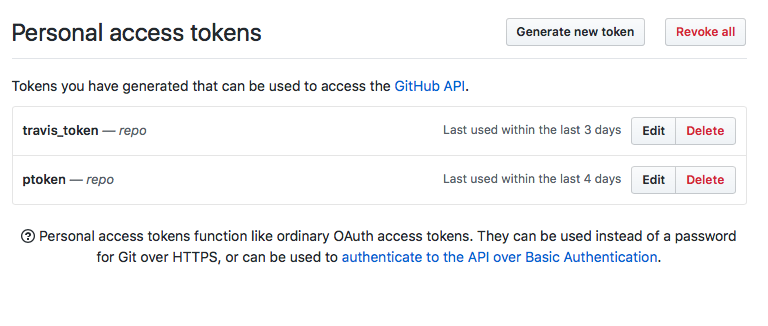 Personal access tokens Generate new token Revoke all
Tokens you have generated that can be used to access the GitHub API.
travis_token — repo Last used within the last 3 days Edit Delete
ptoken — repo Last used within the last 4 days Edit Delete
Personal access tokens function like ordinary OAuth access tokens. They can be used instead of a password
for Git over HTTPS, or can be used to authenticate to the API over Basic Authentication.